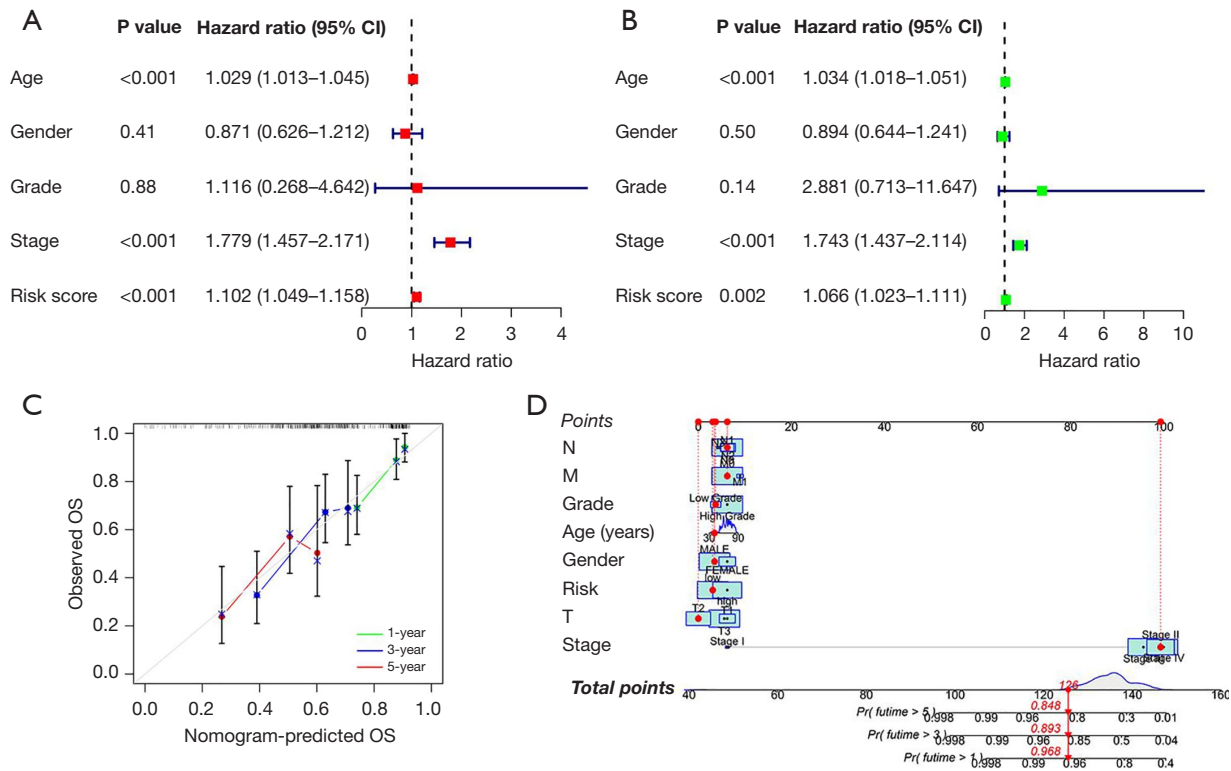 A
P value Hazard ratio (95% CI)
Age <0.001 1.029 (1.013–1.045)
Gender 0.41 0.871 (0.626–1.212)
Grade 0.88 1.116 (0.268–4.642)
Stage <0.001 1.779 (1.457–2.171)
Risk score <0.001 1.102 (1.049–1.158)
0 1 2 3 4
Hazard ratio
B
P value Hazard ratio (95% CI)
Age <0.001 1.034 (1.018–1.051)
Gender 0.50 0.894 (0.644–1.241)
Grade 0.14 2.881 (0.713–11.647)
Stage <0.001 1.743 (1.437–2.114)
Risk score 0.002 1.066 (1.023–1.111)
0 2 4 6 8 10
Hazard ratio
C
Observed OS
1.0
0.8
0.6
0.4
0.2
0.0
1-year
3-year
5-year
0.0 0.2 0.4 0.6 0.8 1.0
Nomogram-predicted OS
D
Points
0 20 40 60 80 100
N
N1
M
M1
Grade
Low Grade
High Grade
Age (years)
30 90
Gender
MALE
FEMALE
Risk
low
high
T
T2 T1
T3
Stage
Stage I
Stage II
Stage IV
Total points
126
40 60 80 100 120 140 160
0.848
Pr( futime > 5)
0.998 0.99 0.96 0.8 0.3 0.01
0.893
Pr( futime > 3)
0.998 0.99 0.96 0.85 0.5 0.04
0.968
Pr( futime > 1)
0.998 0.99 0.96 0.8 0.4